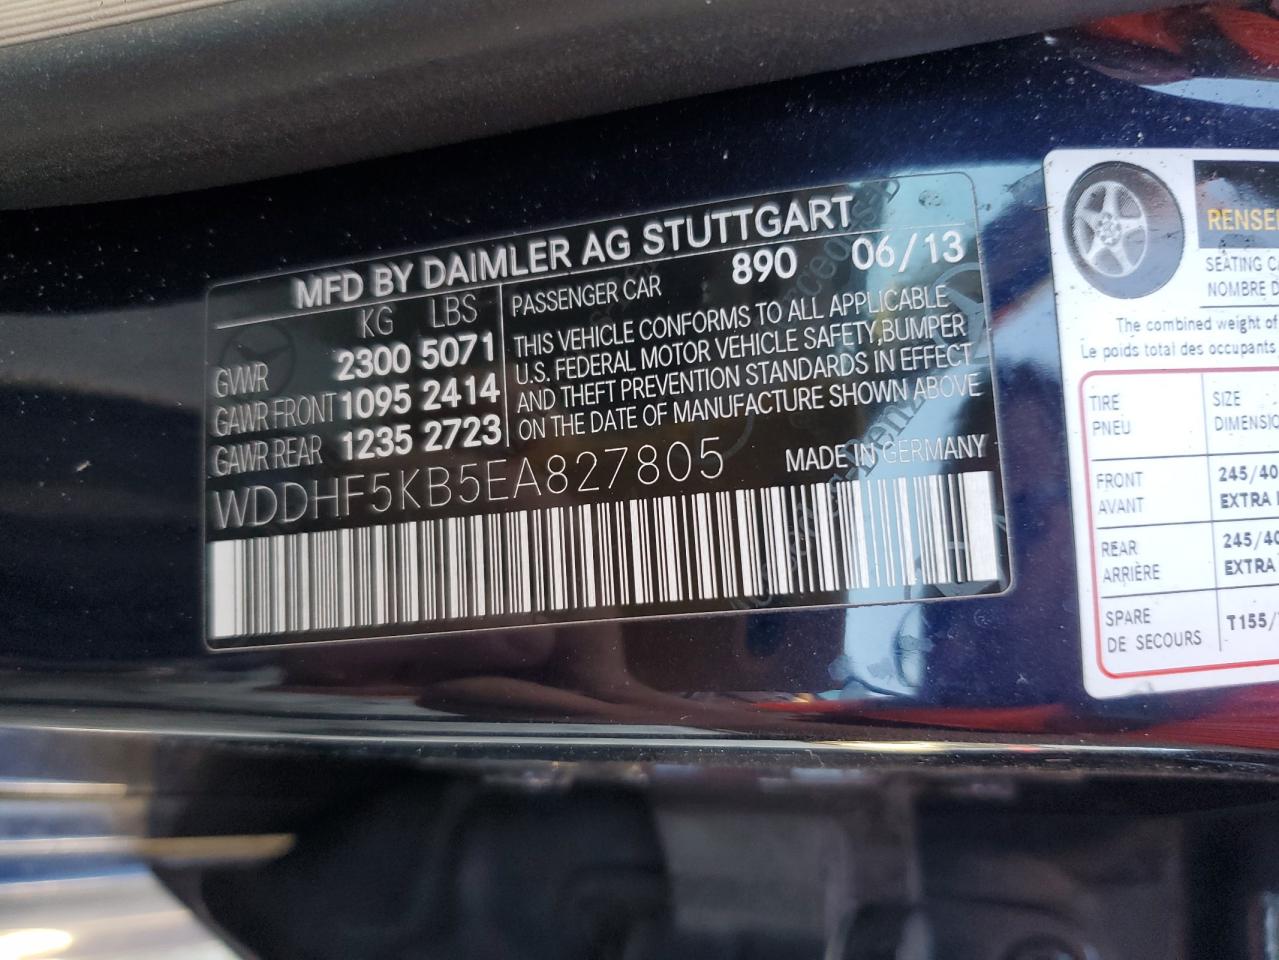 MFD BY DAIMLER AG STUTTGART
KG LBS
GVWR 2300 5071
GAWR FRONT 1095 2414
GAWR REAR 1235 2723
PASSENGER CAR 890 06/13
THIS VEHICLE CONFORMS TO ALL APPLICABLE
U.S. FEDERAL MOTOR VEHICLE SAFETY, BUMPER
AND THEFT PREVENTION STANDARDS IN EFFECT
ON THE DATE OF MANUFACTURE SHOWN ABOVE
WDDHF5KB5EA827805 MADE IN GERMANY
SEATING
NOMBRE
The combined weight of
Le poids total des occupants
TIRE SIZE
PNEU
FRONT 245/40
AVANT EXTRA
REAR 245/40
ARRIÈRE EXTRA
SPARE T155/
DE SECOURS